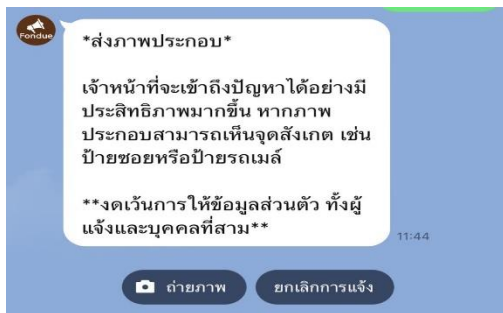 Fondue
*ส่งภาพประกอบ*
เจ้าหน้าที่จะเข้าถึงปัญหาได้อย่างมี
ประสิทธิภาพมากขึ้น หากภาพ
ประกอบสามารถเห็นจุดสังเกต เช่น
ป้ายซอยหรือป้ายรถเมล์
**งดเว้นการให้ข้อมูลส่วนตัว ทั้งผู้
แจ้งและบุคคลที่สาม**
11:44
ถ่ายภาพ
ยกเลิกการแจ้ง